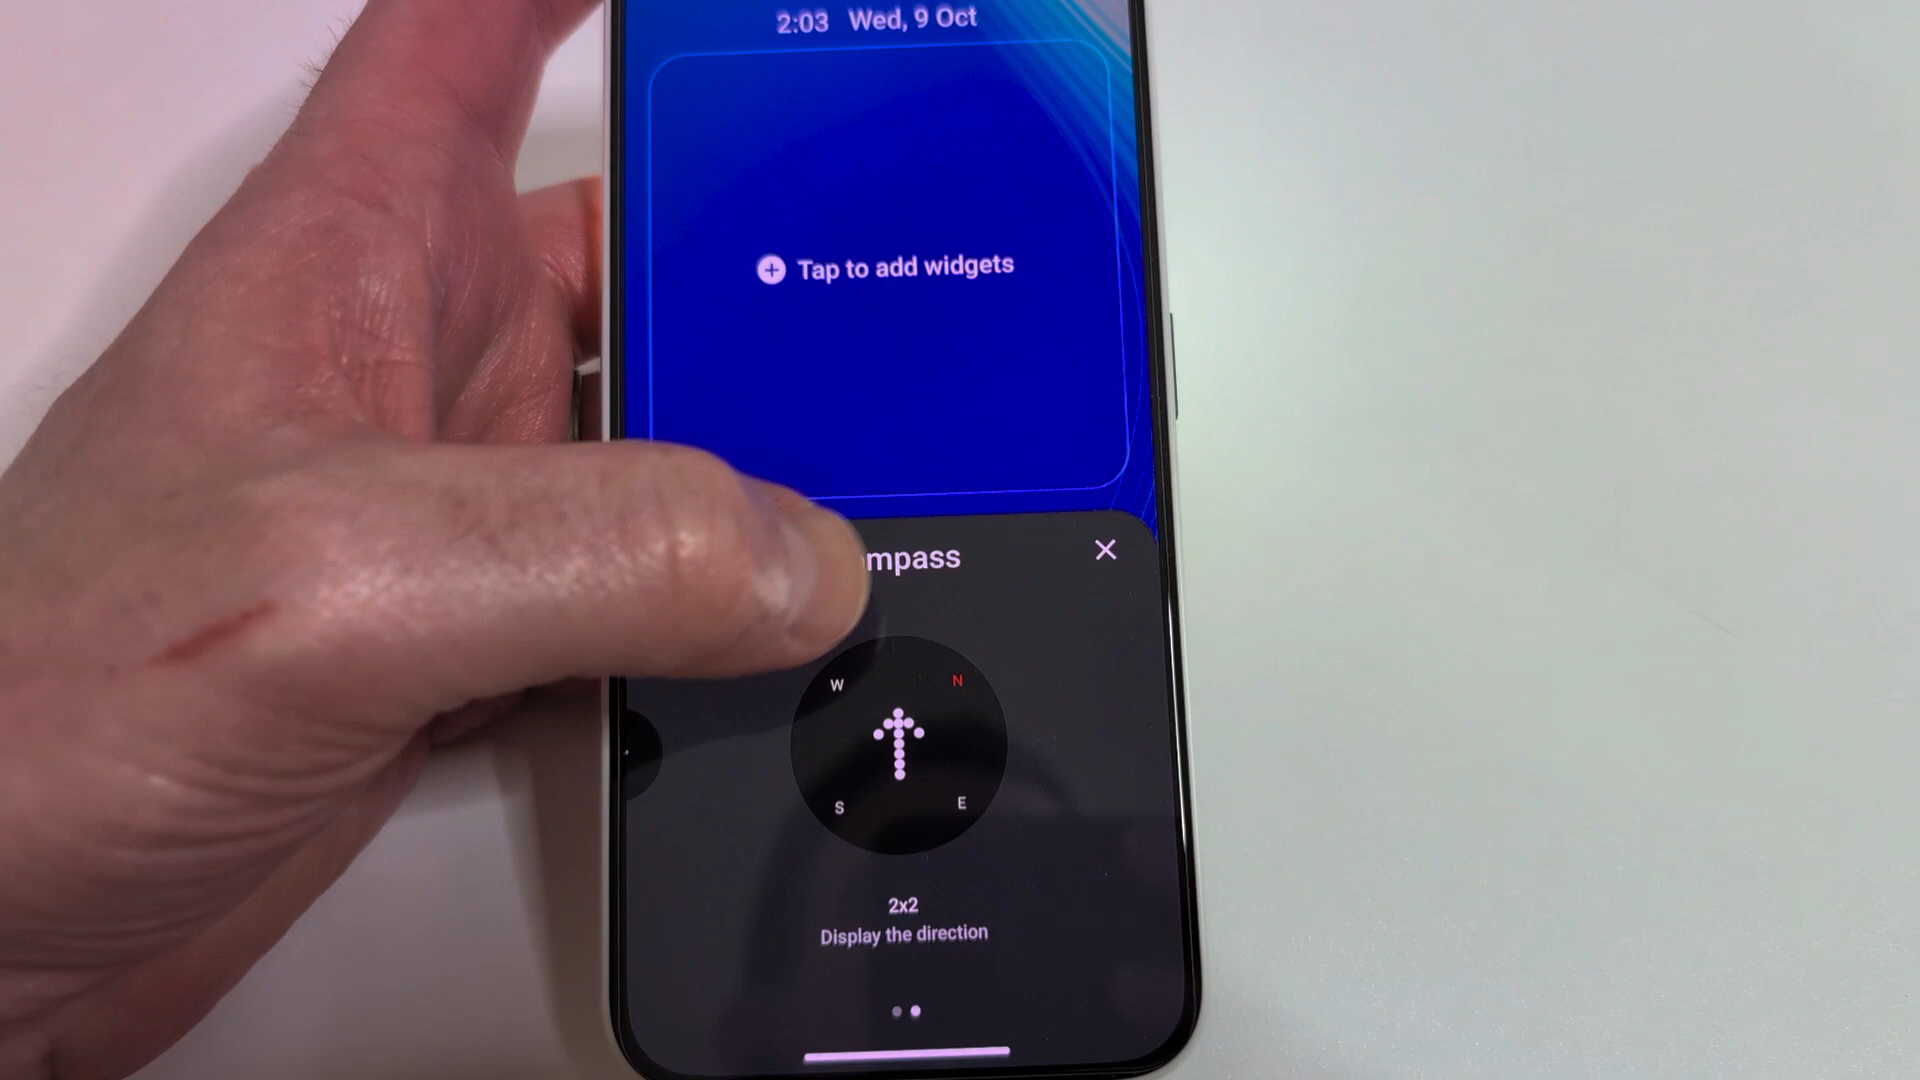 2:03 Wed, 9 Oct
Tap to add widgets
mpass
W N
S E
2x2
Display the direction